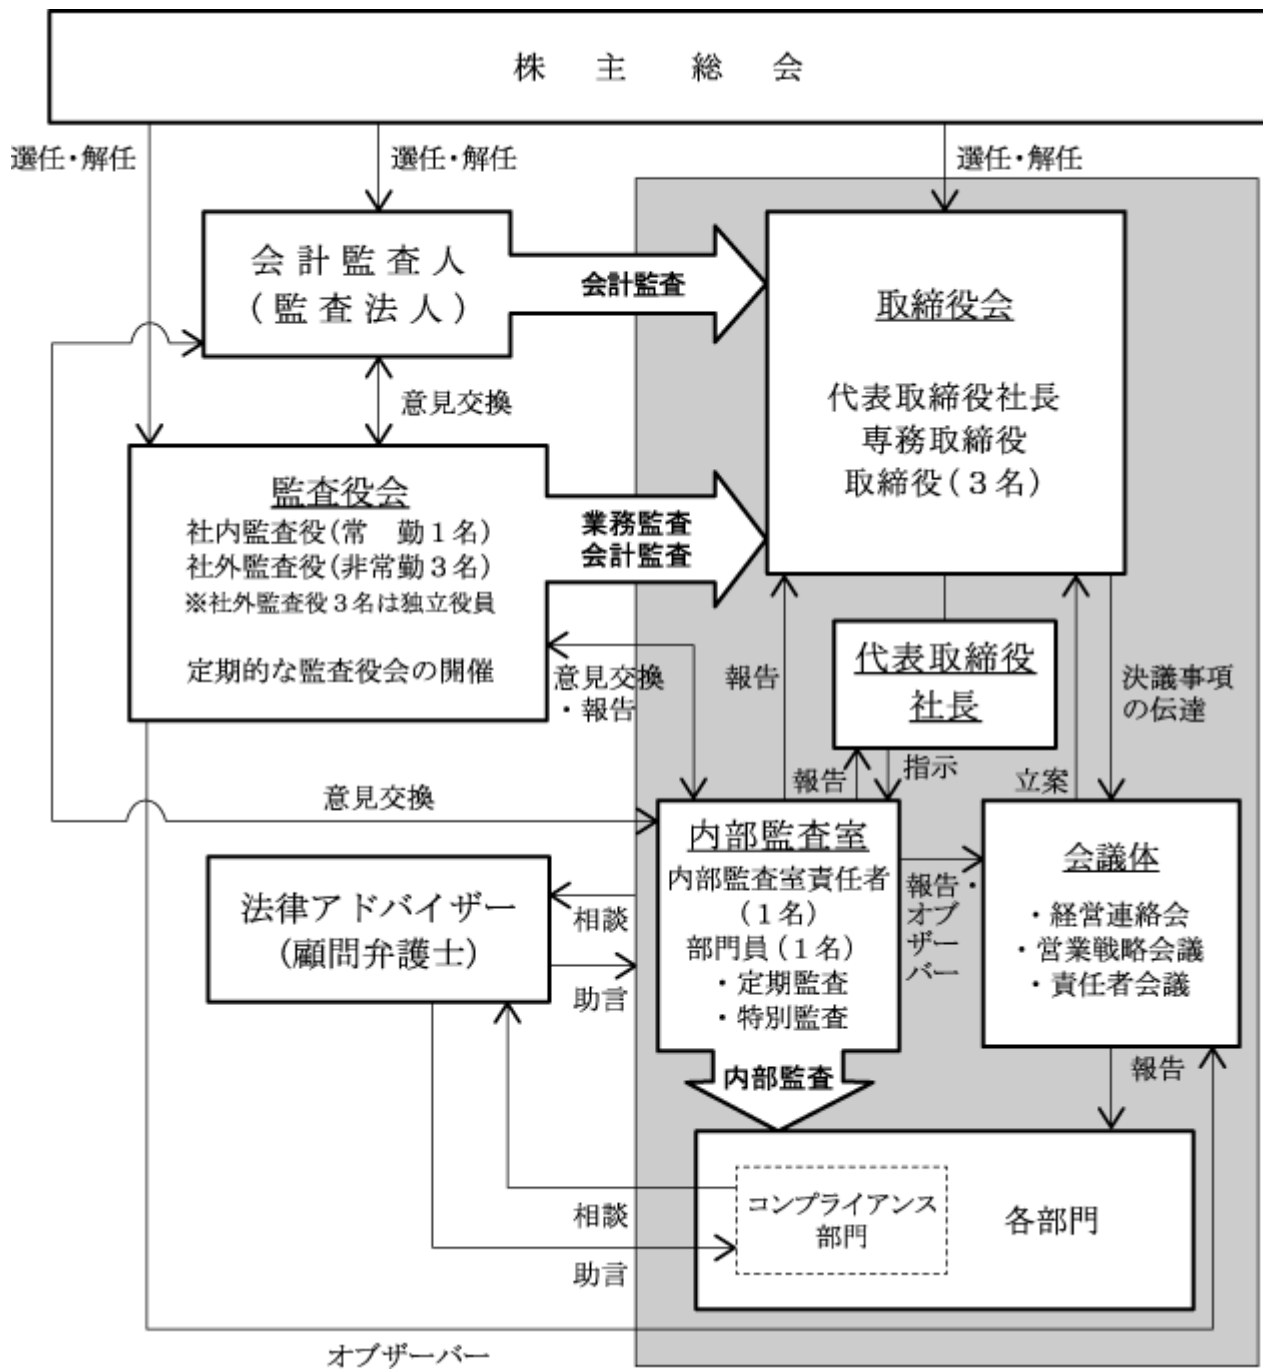 株主総会
選任・解任
選任・解任
選任・解任
会計監査人
(監査法人)
会計監査
取締役会
代表取締役社長
専務取締役
取締役(3名)
意見交換
監査役会
社内監査役(常　勤1名)
社外監査役(非常勤3名)
※社外監査役3名は独立役員
定期的な監査役会の開催
業務監査
会計監査
意見交換
・報告
報告
代表取締役
社長
決議事項
の伝達
報告
指示
立案
意見交換
内部監査室
内部監査室責任者
(1名)
部門員(1名)
・定期監査
・特別監査
報告・
オブ
ザー
バー
会議体
・経営連絡会
・営業戦略会議
・責任者会議
法律アドバイザー
(顧問弁護士)
相談
助言
内部監査
報告
コンプライアンス
部門
各部門
相談
助言
オブザーバー